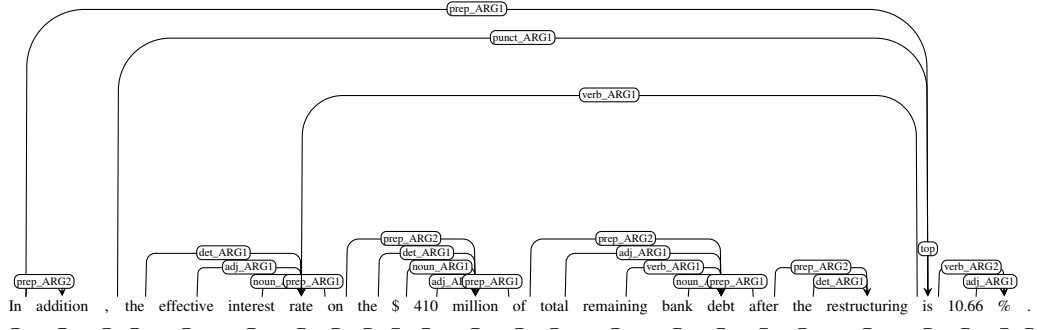 prep_ARG1
punct_ARG1
verb_ARG1
prep_ARG2 top
det_ARG1 det_ARG1 adj_ARG1
adj_ARG1 noun_ARG1 verb_ARG1 prep_ARG2 verb_ARG2
prep_ARG2 prep_ARG1 prep_ARG1 prep_ARG1 det_ARG1 adj_ARG1
prep_ARG2
In addition , the effective interest rate on the $ 410 million of total remaining bank debt after the restructuring is 10.66 % .
_ _ _ _ _ _ _ _ _ _ _ _ _ _ _ _ _ _ _ _ _ _ _ _